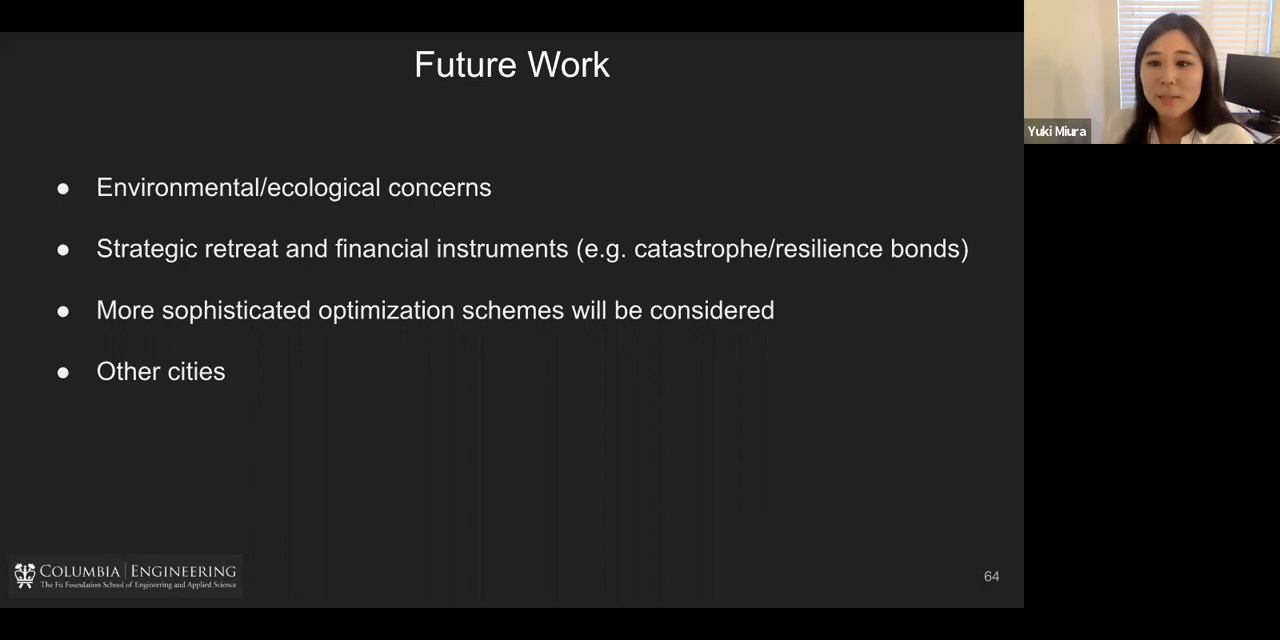 Future Work
Yuki Miura
● Environmental/ecological concerns
● Strategic retreat and financial instruments (e.g. catastrophe/resilience bonds)
● More sophisticated optimization schemes will be considered
● Other cities
COLUMBIA | ENGINEERING
The Fu Foundation School of Engineering and Applied Science
64